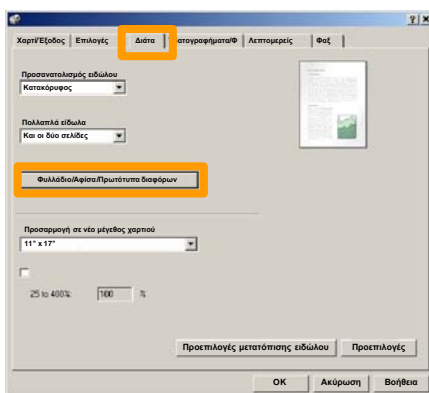 Χαρτί/Έξοδος Επιλογές Διάτα ατογραφήματα/Φ Λεπτομερείς Φαξ
Προσανατολισμός ειδώλου
Κατακόρυφος
Πολλαπλά είδωλα
Και οι δύο σελίδες
Φυλλάδιο/Αφίσα/Πρωτότυπα διαφόρων
Προσαρμογή σε νέο μέγεθος χαρτιού
11" x 17"
25 to 400%: 100 %
Προεπιλογές μετατόπισης ειδώλου Προεπιλογές
OK Ακύρωση Βοήθεια